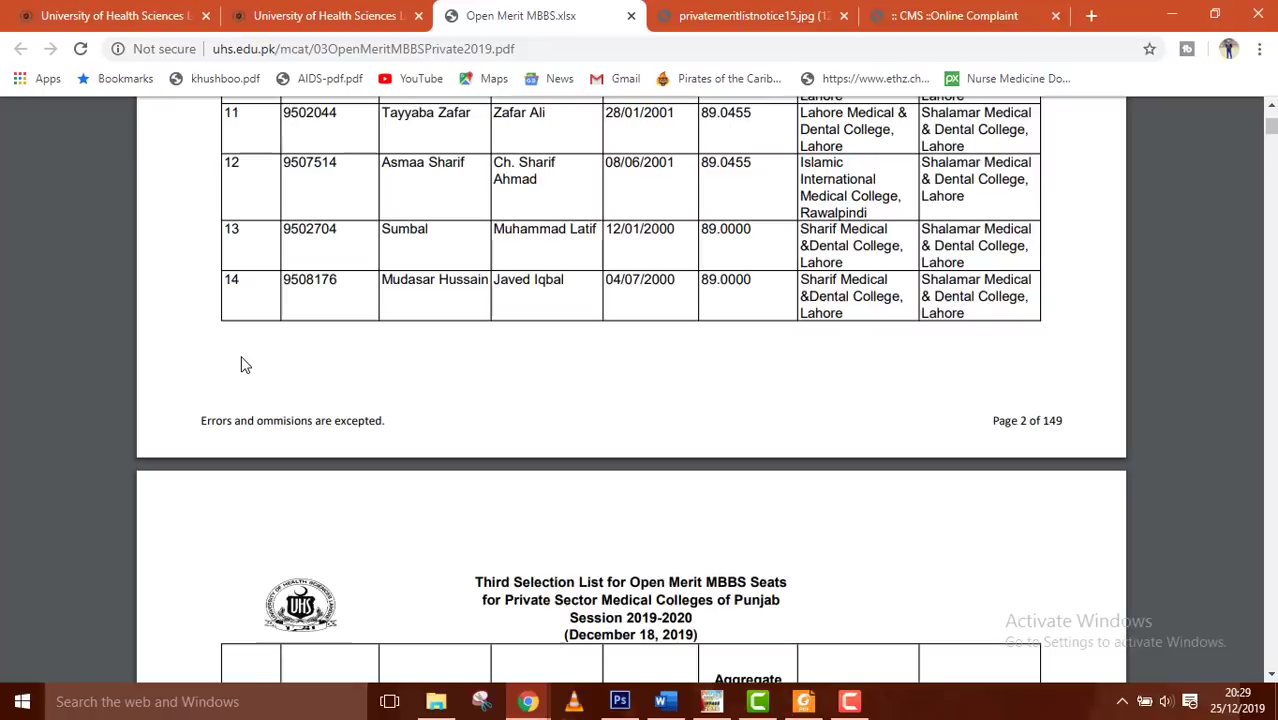 University of Health Sciences L
University of Health Sciences L
Open Merit MBBS.xlsx
privatemeritlistnotice15.jpg (12
:: CMS ::Online Complaint
Not secure
uhs.edu.pk/mcat/03OpenMeritMBBSPrivate2019.pdf
Apps
Bookmarks
khushboo.pdf
AIDS-pdf.pdf
YouTube
Maps
News
Gmail
Pirates of the Carib...
https://www.ethz.ch...
px
Nurse Medicine Do...
Lahore
Lahore
11 9502044 Tayyaba Zafar Zafar Ali 28/01/2001 89.0455 Lahore Medical & Shalamar Medical
Dental College, & Dental College,
Lahore Lahore
12 9507514 Asmaa Sharif Ch. Sharif 08/06/2001 89.0455 Islamic Shalamar Medical
Ahmad International & Dental College,
Medical College, Lahore
Rawalpindi
13 9502704 Sumbal Muhammad Latif 12/01/2000 89.0000 Sharif Medical Shalamar Medical
&Dental College, & Dental College,
Lahore Lahore
14 9508176 Mudasar Hussain Javed Iqbal 04/07/2000 89.0000 Sharif Medical Shalamar Medical
&Dental College, & Dental College,
Lahore Lahore
Errors and ommisions are excepted.
Page 2 of 149
UHS
Third Selection List for Open Merit MBBS Seats
for Private Sector Medical Colleges of Punjab
Session 2019-2020
(December 18, 2019)
Aggregate
Activate Windows
Go to Settings to activate Windows.
Search the web and Windows
Ps
20:29
25/12/2019